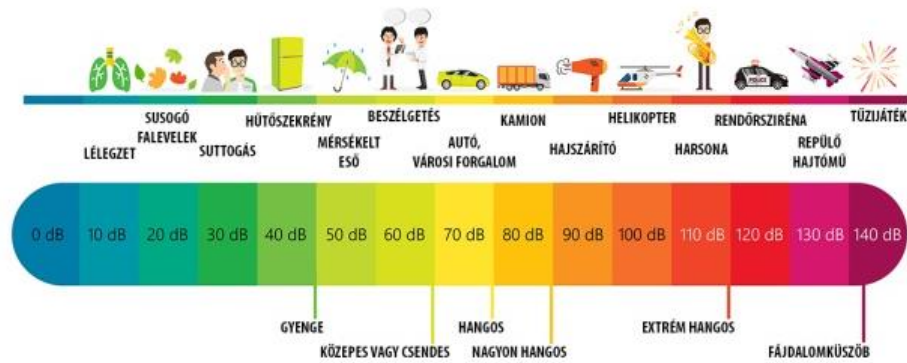 LÉLEGZET
SUSOGÓ
FALEVELEK
SUTTOGÁS
HŰTŐSZEKRÉNY
MÉRSÉKELT
ESŐ
BESZÉLGETÉS
AUTÓ,
VÁROSI FORGALOM
KAMION
HAJSZÁRÍTÓ
HELIKOPTER
HARSONA
RENDŐRSZIRÉNA
REPÜLŐ
HAJTÓMŰ
TŰZIJÁTÉK
POLICE
0 dB 10 dB 20 dB 30 dB 40 dB 50 dB 60 dB 70 dB 80 dB 90 dB 100 dB 110 dB 120 dB 130 dB 140 dB
GYENGE
KÖZEPES VAGY CSENDES
HANGOS
NAGYON HANGOS
EXTRÉM HANGOS
FÁJDALOMKÜSZÖB